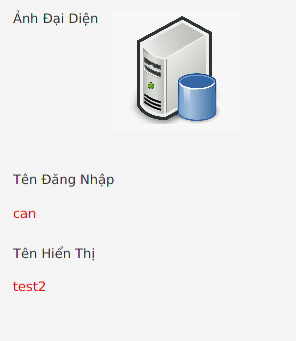 Ảnh Đại Diện
Tên Đăng Nhập
can
Tên Hiển Thị
test2